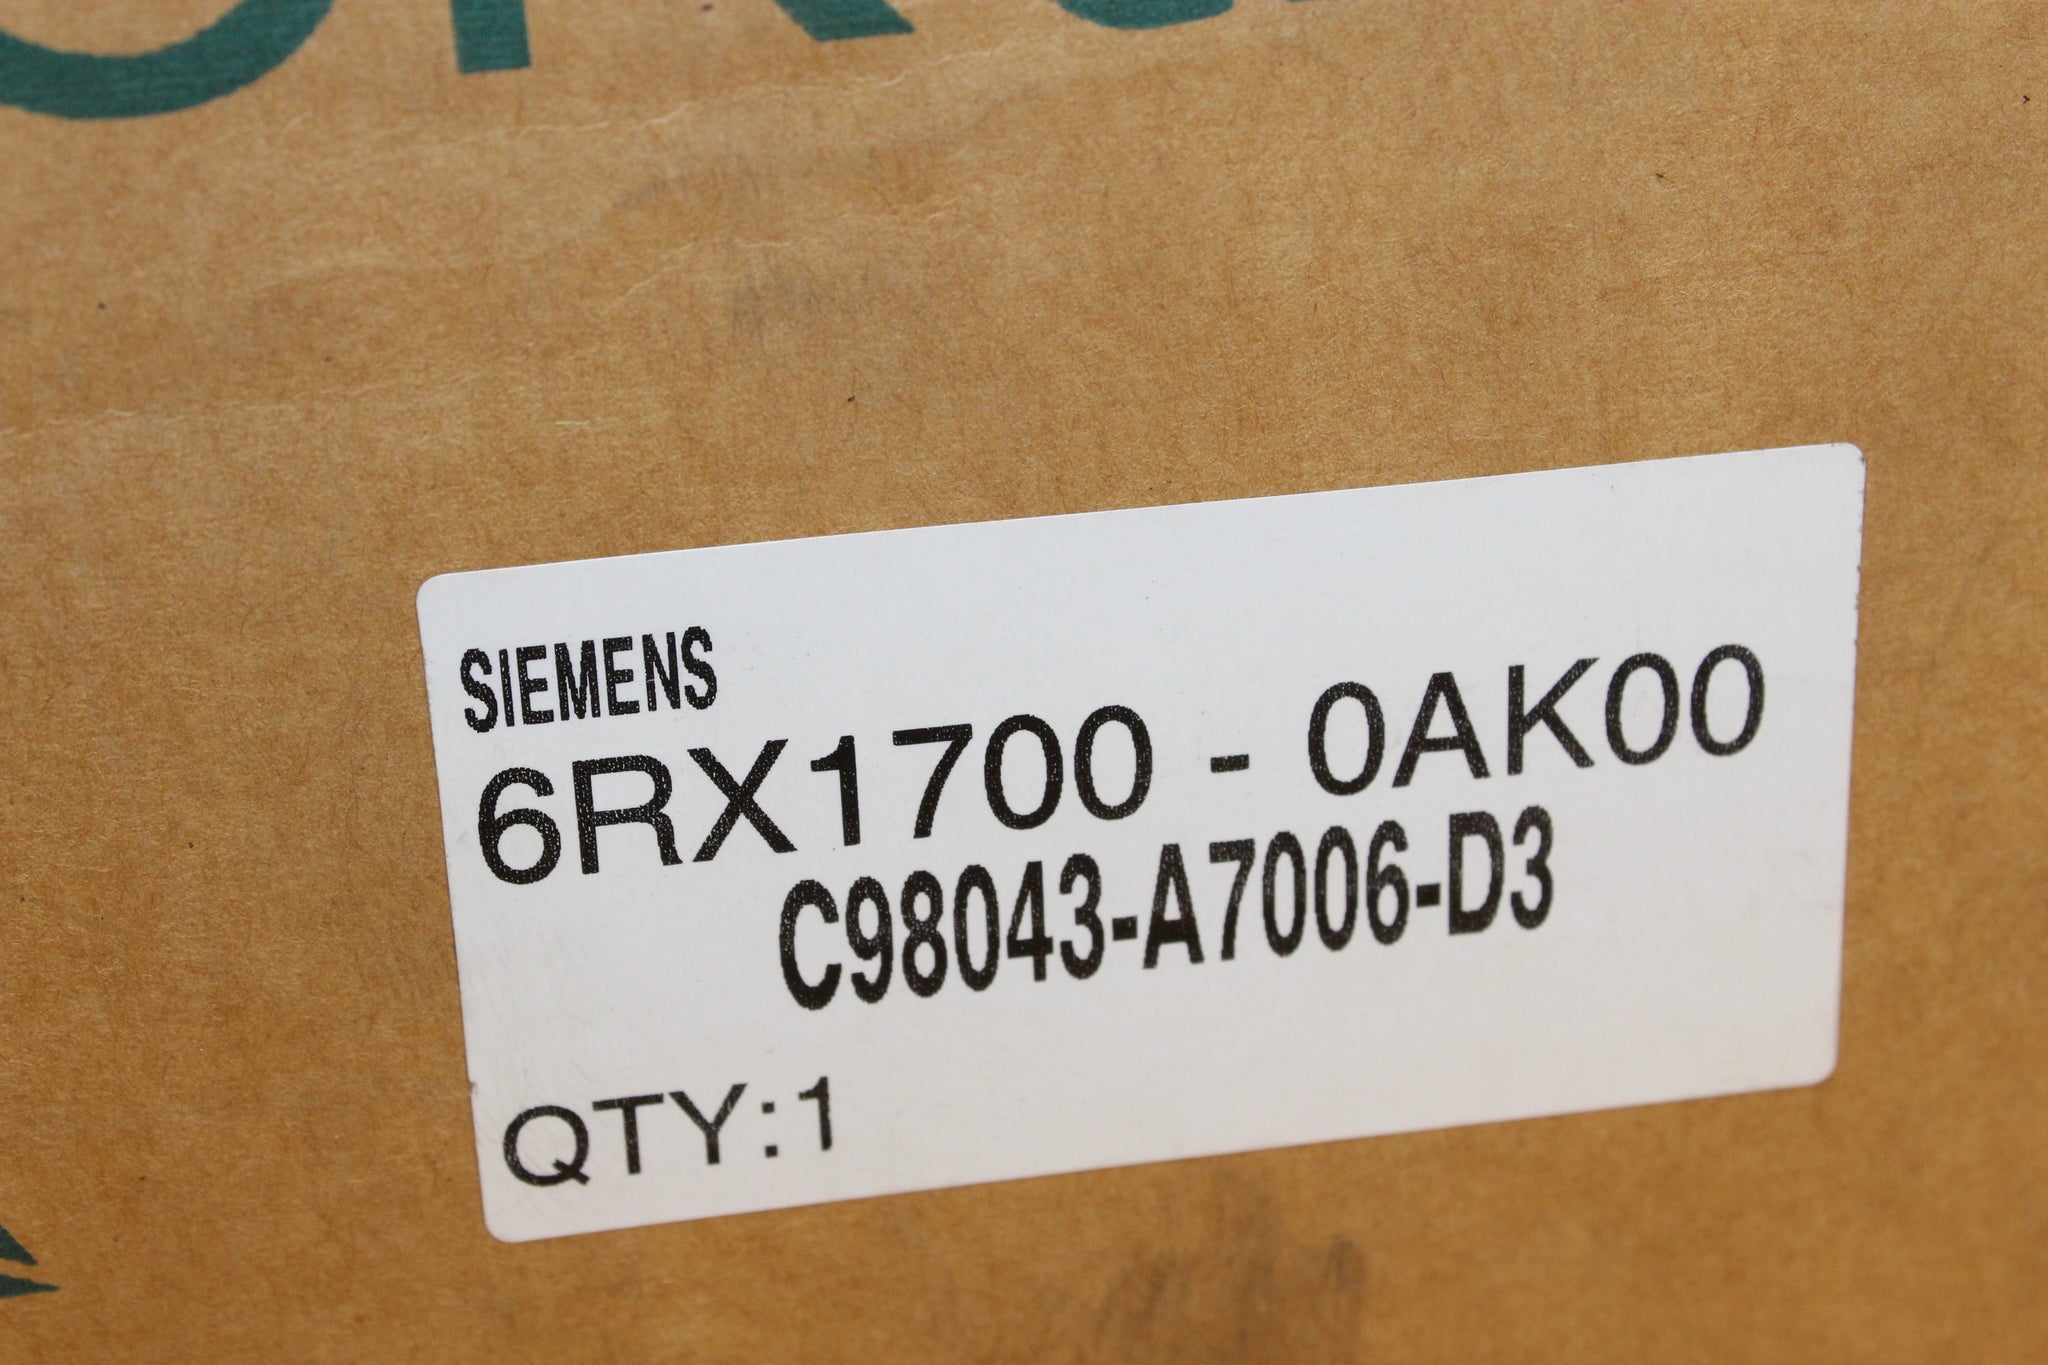 SIEMENS
6RX1700 - 0AK00
C98043-A7006-D3
QTY:1